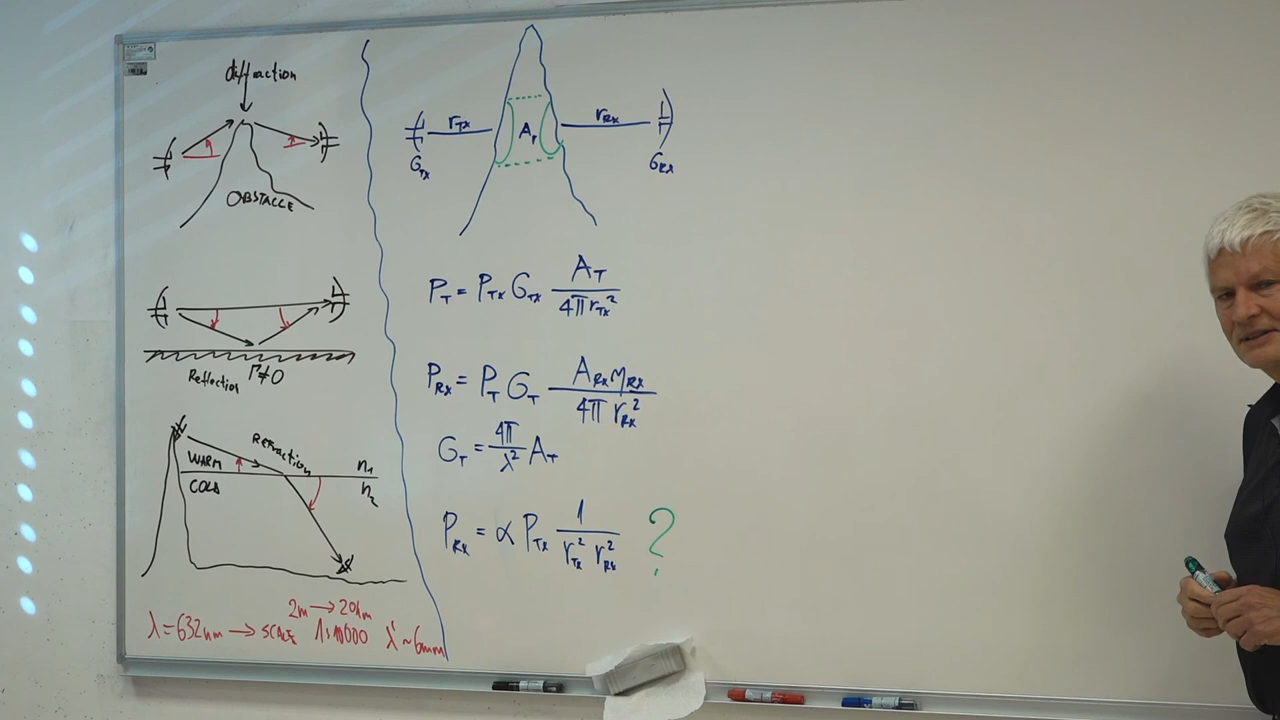 diffraction
OBSTACLE
Reflection Γ≠0
Refraction
WARM
COLD
n₁
n₂
2m → 20km
λ=632nm → SCALE 1:10000 λ' ~ 6mm
r_Tx
r_Rx
A_T
G_Tx
G_Rx
P_T = P_Tx G_Tx A_T / 4πr_Tx²
P_Rx = P_T G_T A_Rx η_Rx / 4π r_Rx²
G_T = 4π/λ² A_T
P_Rx = α P_Tx 1 / r_Tx² r_Rx² ?